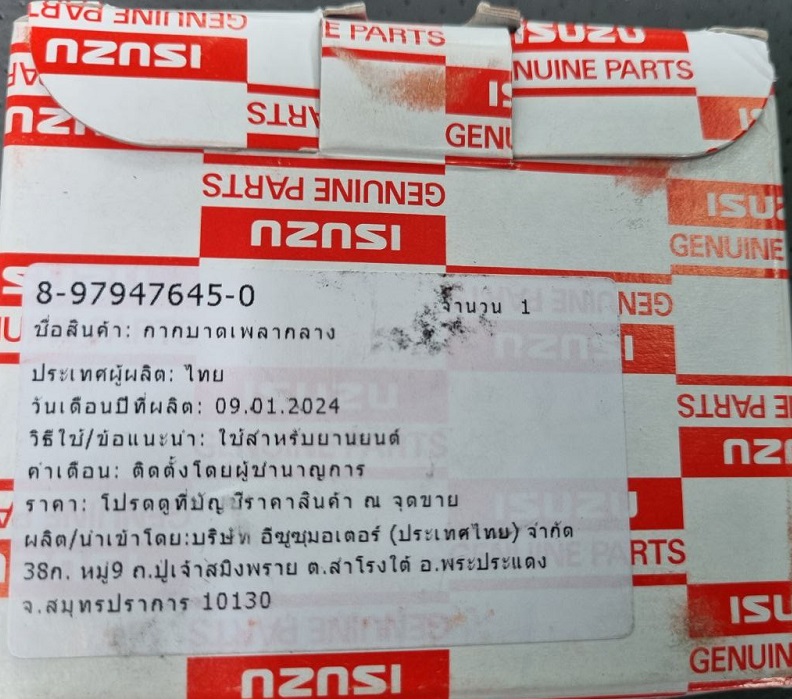 GENUINE PARTS
E PARTS
ISUZU
ISUZU
NUINE PARTS
PARTS
IS
GENU
GENUINE PARTS
ISUZU
ISUZ
GENUINE
8-97947645-0
จำนวน 1
ชื่อสินค้า: กากบาดเพลากลาง
ประเทศผู้ผลิต: ไทย
วันเดือนปีที่ผลิต: 09.01.2024
วิธีใช้/ข้อแนะนำ: ใช้สำหรับยานยนต์
คำเตือน: ติดตั้งโดยผู้ชำนาญการ
ราคา: โปรดดูที่บัญชีราคาสินค้า ณ จุดขาย
ผลิต/นำเข้าโดย:บริษัท อีซูซุมอเตอร์ (ประเทศไทย) จำกัด
38ก. หมู่9 ถ.ปู่เจ้าสมิงพราย ต.สำโรงใต้ อ.พระประแดง
จ.สมุทรปราการ 10130
PARTS
ISUZ
RTS
ISU
GENUIN
ISUZU